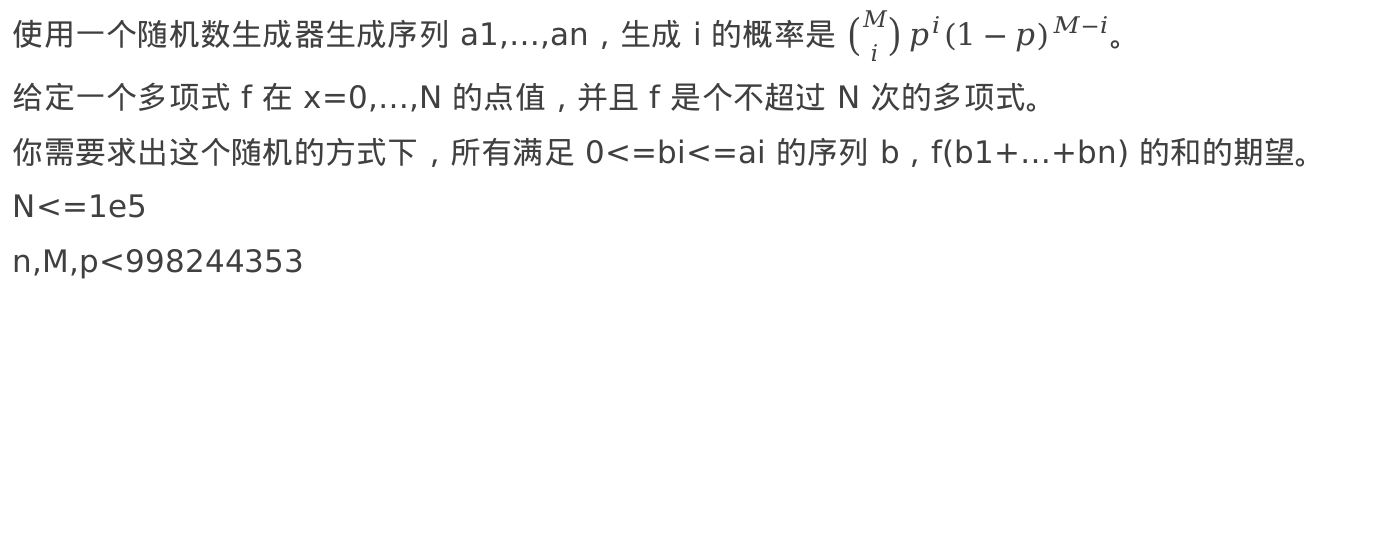 使用一个随机数生成器生成序列 a1,...,an，生成 i 的概率是 $\binom{M}{i} p^i (1-p)^{M-i}$。
给定一个多项式 f 在 x=0,...,N 的点值，并且 f 是个不超过 N 次的多项式。
你需要求出这个随机的方式下，所有满足 0<=bi<=ai 的序列 b，f(b1+...+bn) 的和的期望。
N<=1e5
n,M,p<998244353